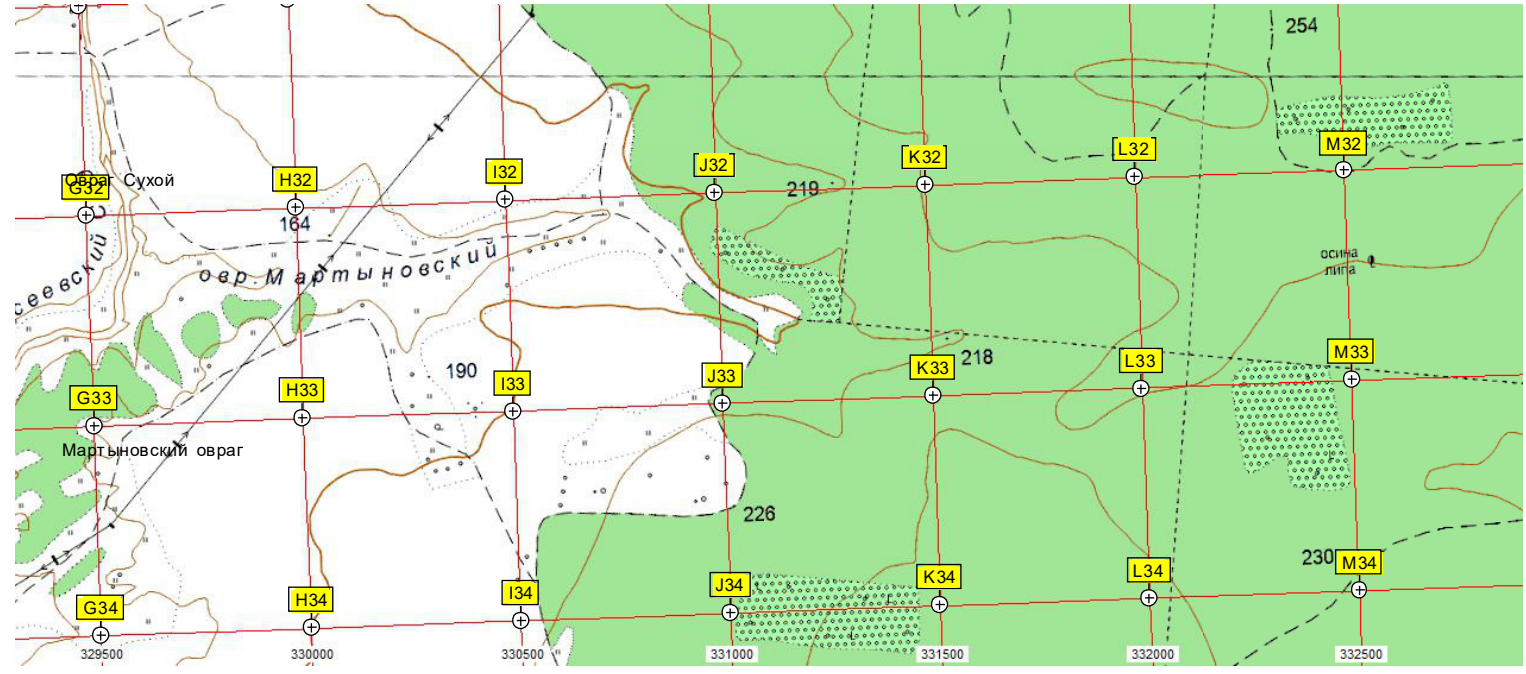 254
M32
L32
K32
J32
I32
H32
G32
Овраг Сухой
219
164
овр. Мартыновский
сеевский
осина
липа
218
190
M33
L33
K33
J33
I33
H33
G33
Мартыновский овраг
226
230
M34
L34
K34
J34
I34
H34
G34
329500
330000
330500
331000
331500
332000
332500